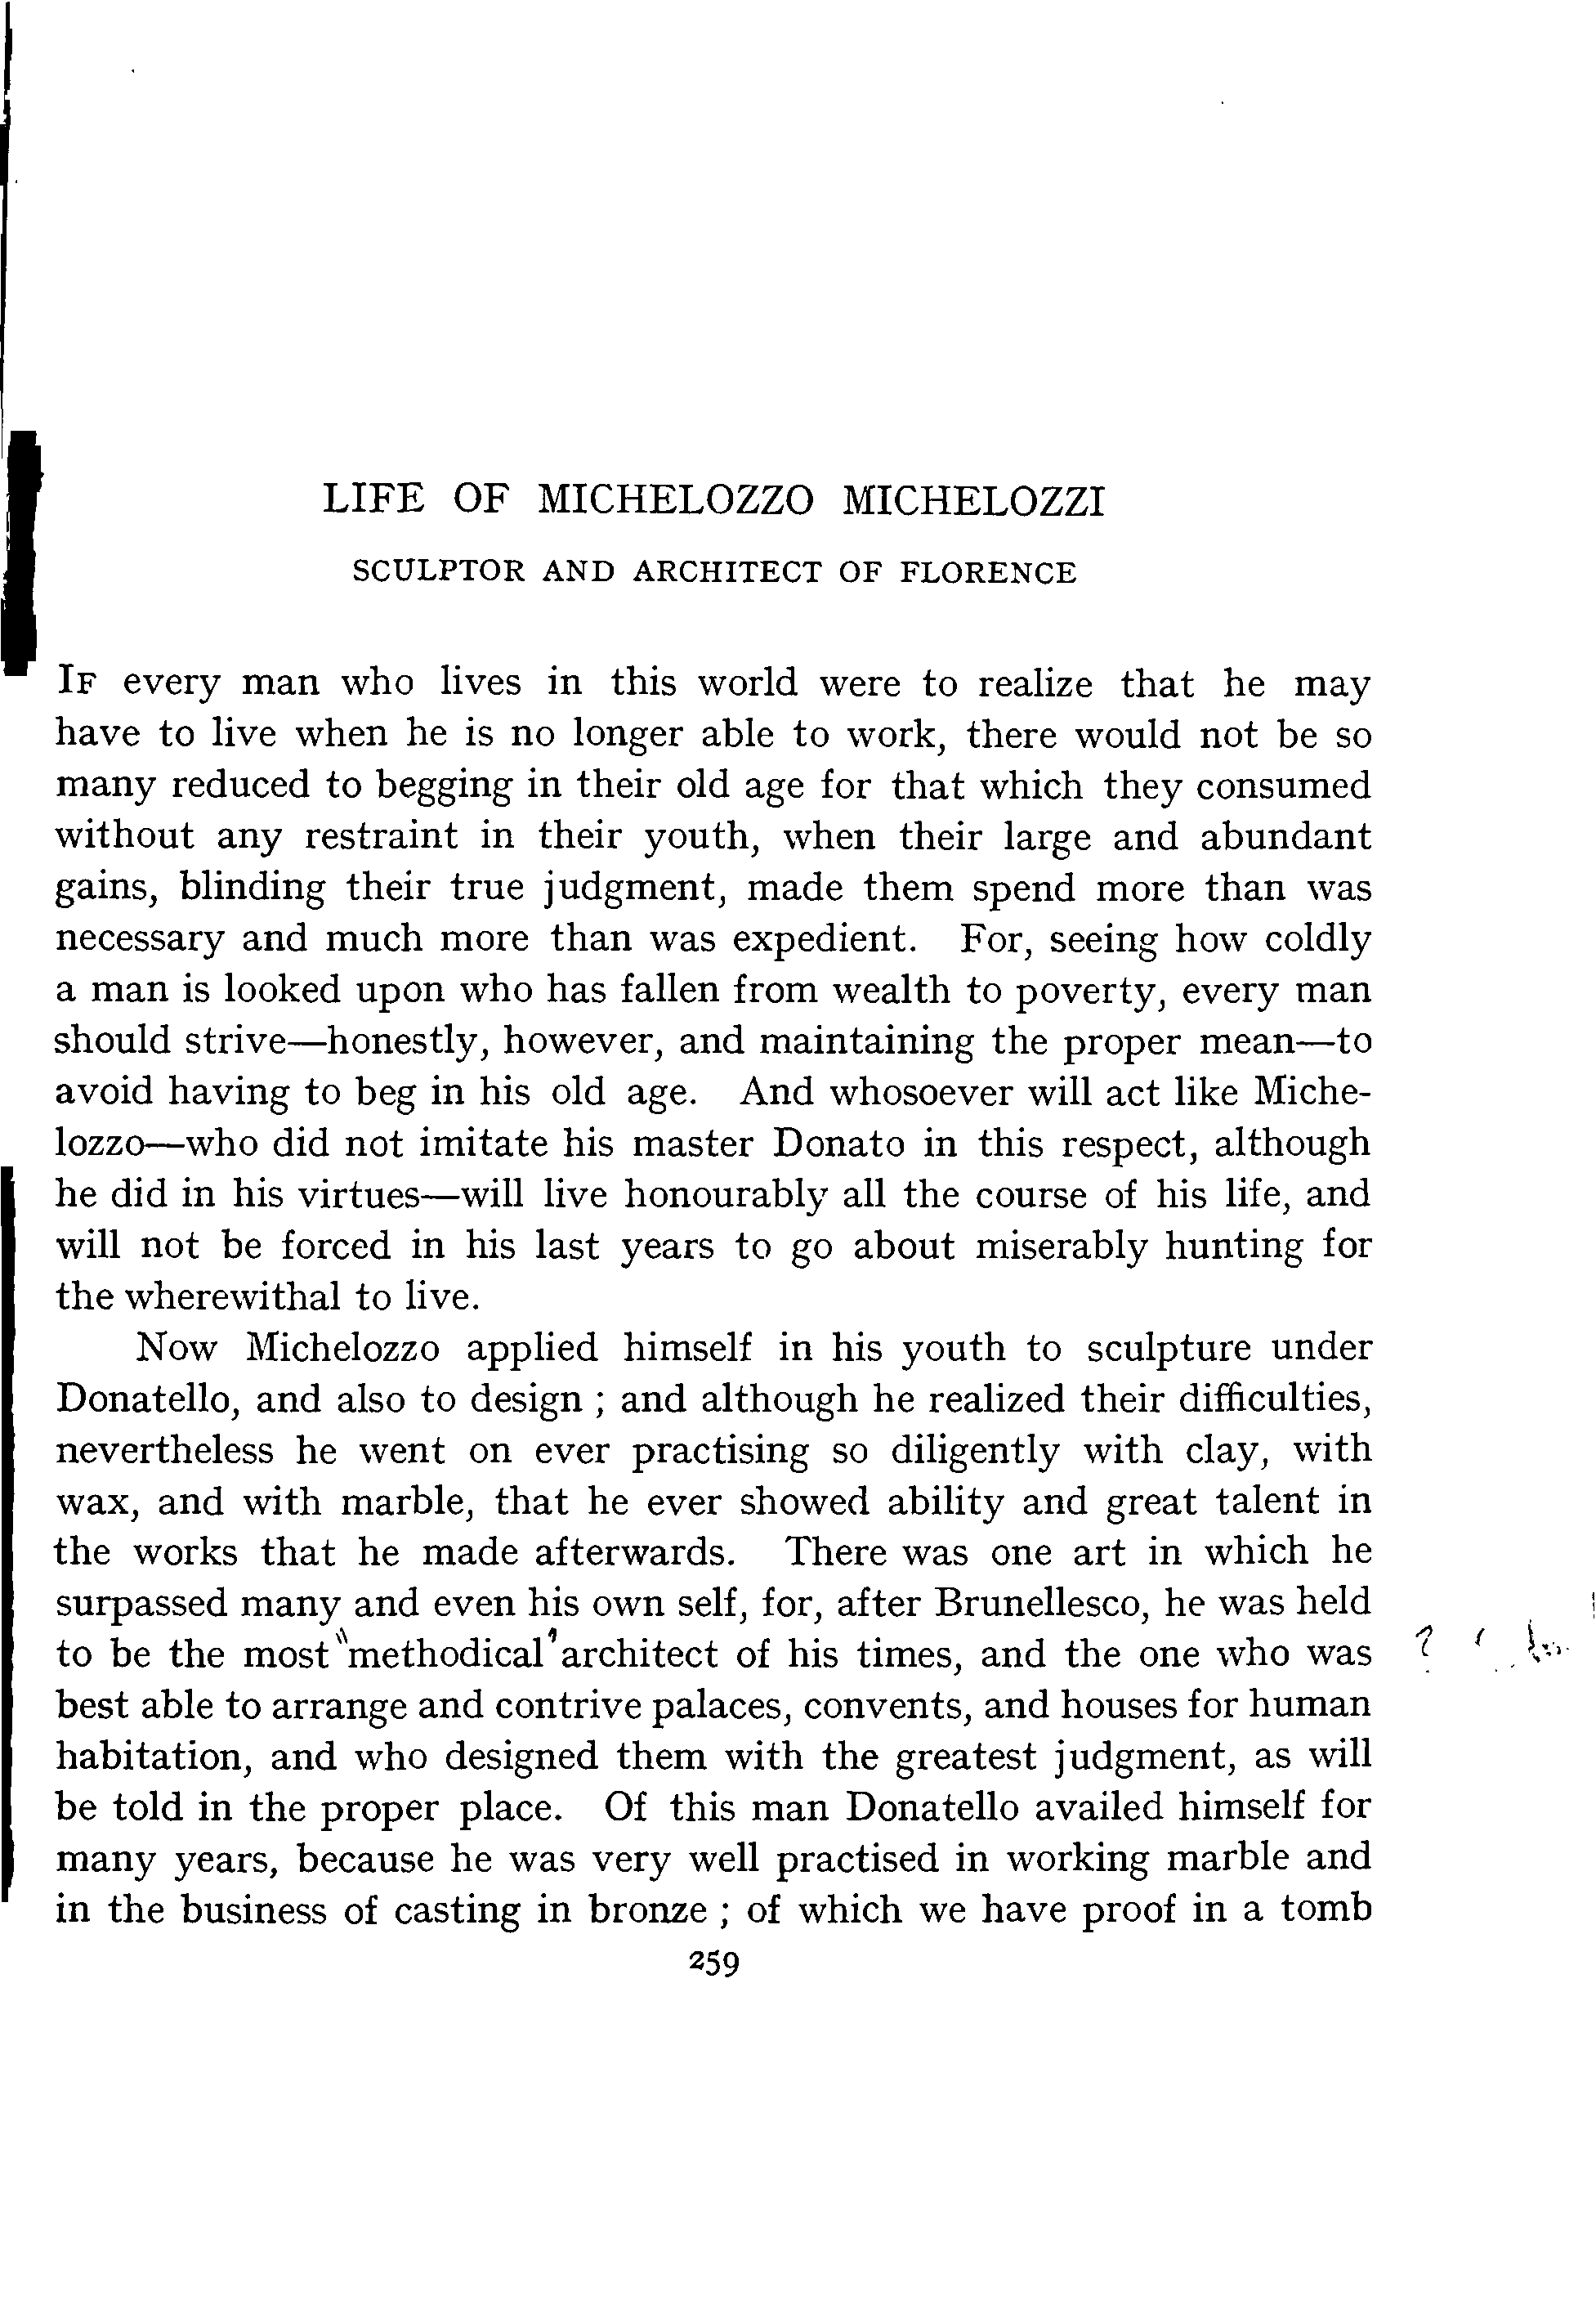 LIFE OF MICHELOZZO MICHELOZZI
SCULPTOR AND ARCHITECT OF FLORENCE
IF every man who lives in this world were to realize that he may
have to live when he is no longer able to work, there would not be so
many reduced to begging in their old age for that which they consumed
without any restraint in their youth, when their large and abundant
gains, blinding their true judgment, made them spend more than was
necessary and much more than was expedient. For, seeing how coldly
a man is looked upon who has fallen from wealth to poverty, every man
should strive—honestly, however, and maintaining the proper mean—to
avoid having to beg in his old age. And whosoever will act like Miche-
lozzo—who did not imitate his master Donato in this respect, although
he did in his virtues—will live honourably all the course of his life, and
will not be forced in his last years to go about miserably hunting for
the wherewithal to live.
Now Michelozzo applied himself in his youth to sculpture under
Donatello, and also to design ; and although he realized their difficulties,
nevertheless he went on ever practising so diligently with clay, with
wax, and with marble, that he ever showed ability and great talent in
the works that he made afterwards. There was one art in which he
surpassed many and even his own self, for, after Brunellesco, he was held
to be the most "methodical' architect of his times, and the one who was ?
best able to arrange and contrive palaces, convents, and houses for human
habitation, and who designed them with the greatest judgment, as will
be told in the proper place. Of this man Donatello availed himself for
many years, because he was very well practised in working marble and
in the business of casting in bronze ; of which we have proof in a tomb
259